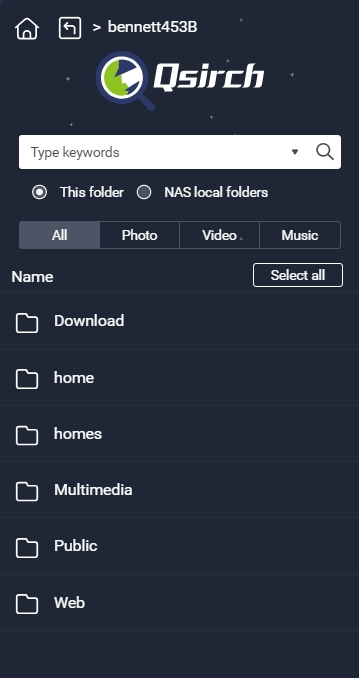 > bennett453B
Qsirch
Type keywords
This folder NAS local folders
All Photo Video Music
Name Select all
Download
home
homes
Multimedia
Public
Web